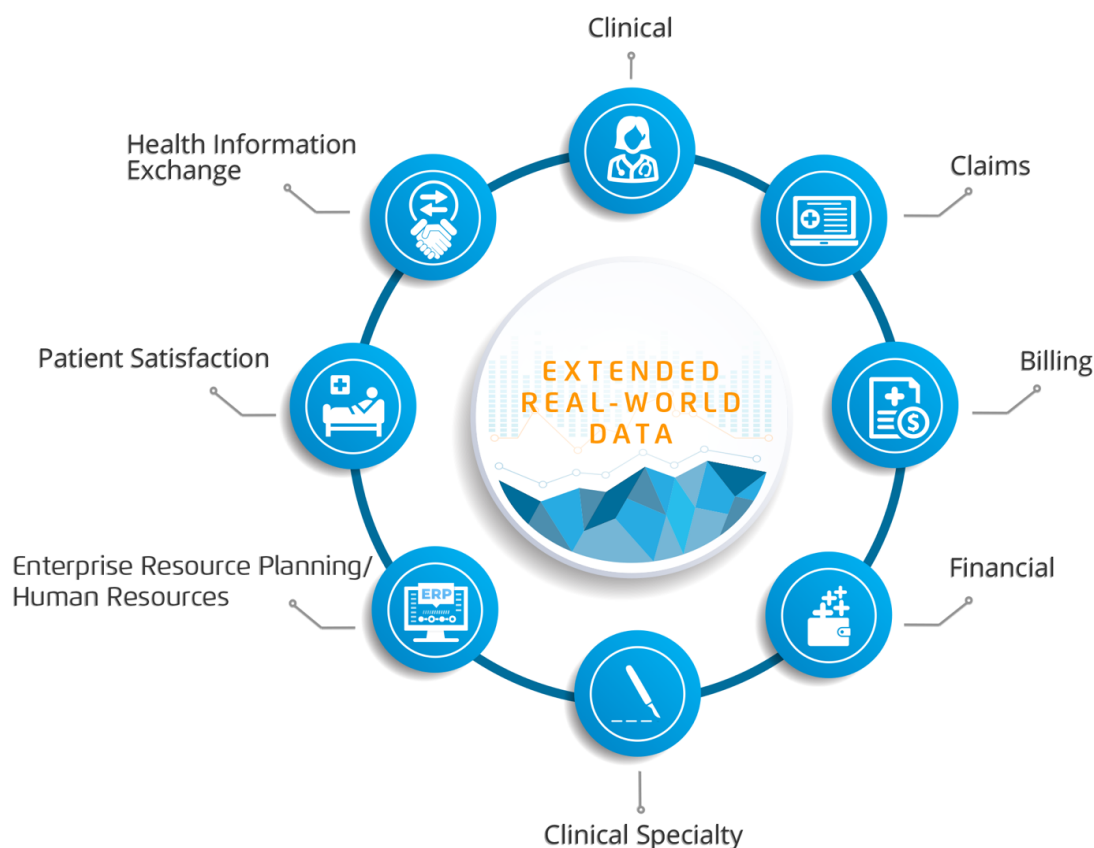 Clinical
Health Information
Exchange
Claims
EXTENDED
REAL-WORLD
DATA
Patient Satisfaction
Billing
$
Enterprise Resource Planning/
Human Resources
ERP
Financial
Clinical Specialty